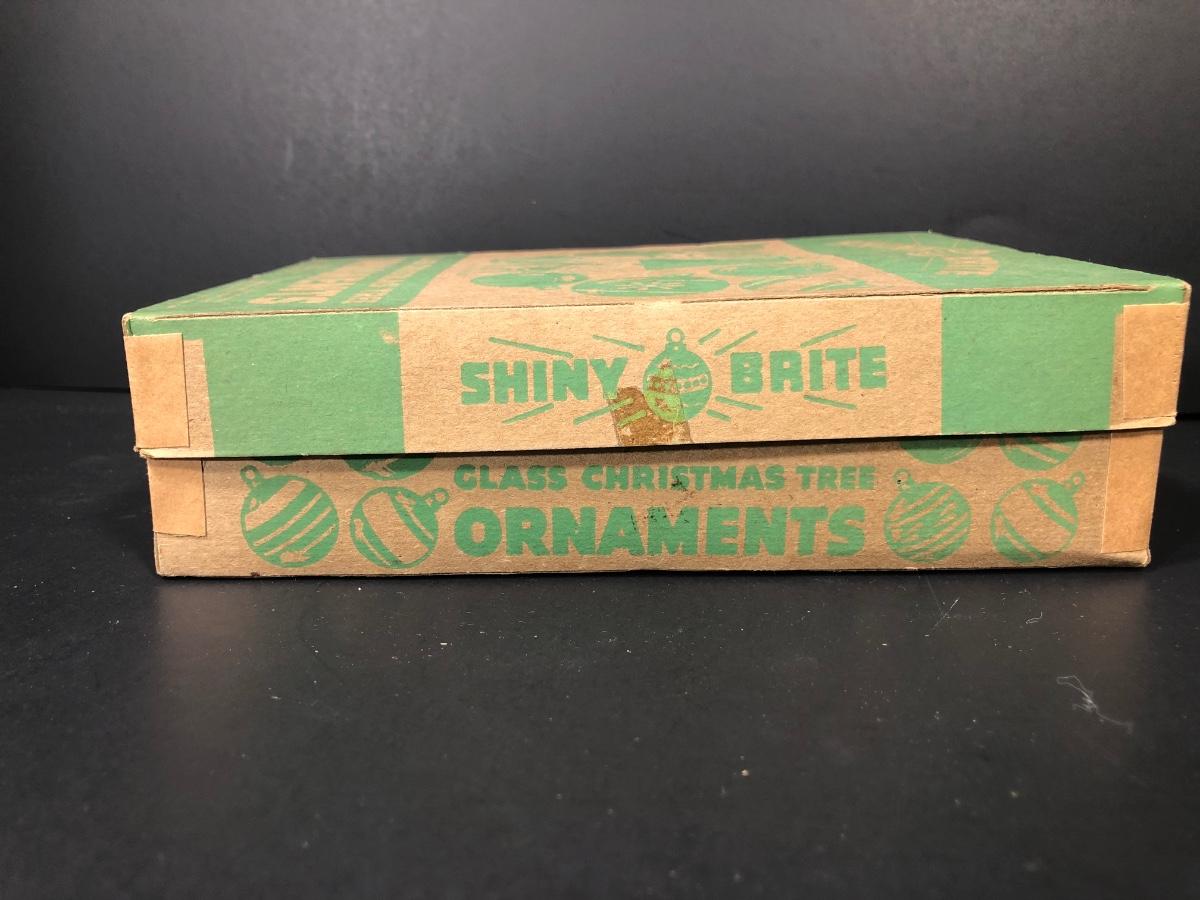 SHINY BRITE
GLASS CHRISTMAS TREE
ORNAMENTS